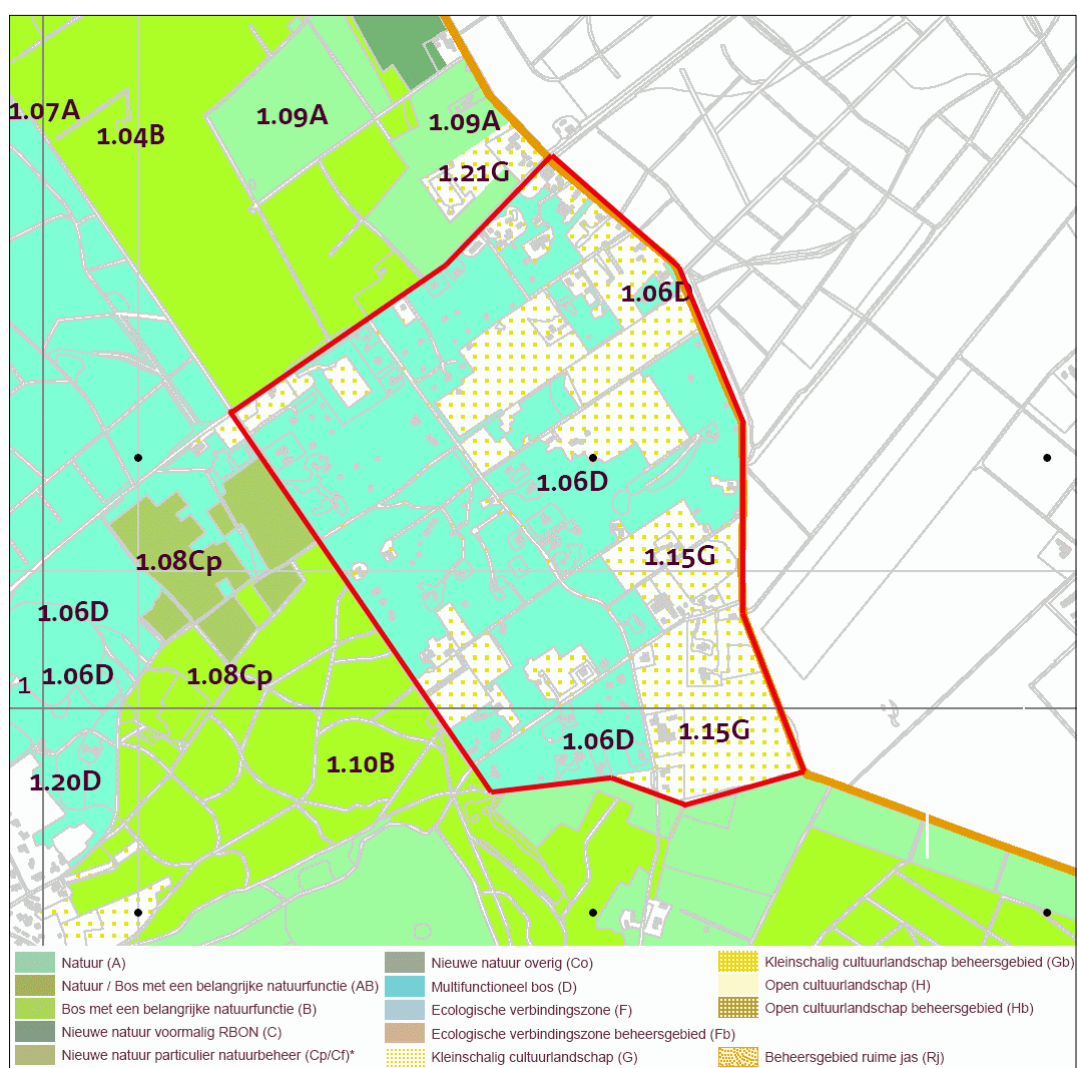 1.07A
1.04B
1.09A
1.09A
1.21G
1.06D
1.06D
1.15G
1.08Cp
1.06D
1.06D
1
1.08Cp
1.15G
1.06D
1.10B
1.20D
Natuur (A)
Natuur / Bos met een belangrijke natuurfunctie (AB)
Bos met een belangrijke natuurfunctie (B)
Nieuwe natuur voormalig RBON (C)
Nieuwe natuur particulier natuurbeheer (Cp/Cf)*
Nieuwe natuur overig (Co)
Multifunctioneel bos (D)
Ecologische verbindingszone (F)
Ecologische verbindingszone beheersgebied (Fb)
Kleinschalig cultuurlandschap (G)
Kleinschalig cultuurlandschap beheersgebied (Gb)
Open cultuurlandschap (H)
Open cultuurlandschap beheersgebied (Hb)
Beheersgebied ruime jas (Rj)